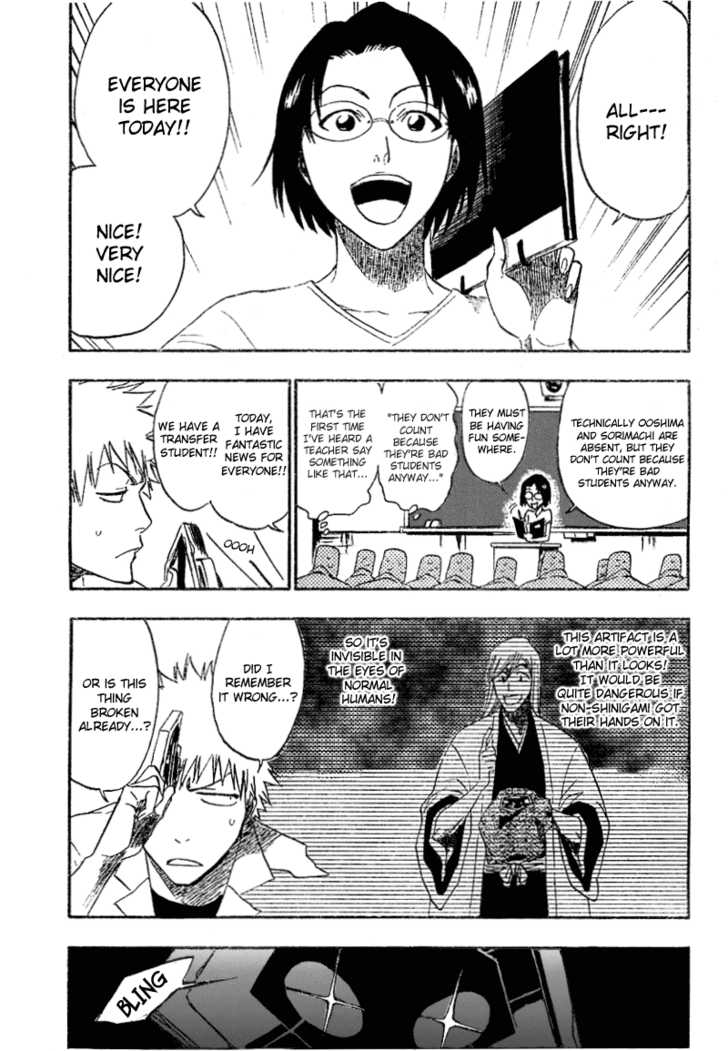 ALL---
RIGHT!
EVERYONE
IS HERE
TODAY!!
NICE!
VERY
NICE!
TECHNICALLY OOSHIMA
AND SORIMACHI ARE
ABSENT, BUT THEY
DON'T COUNT BECAUSE
THEY'RE BAD
STUDENTS ANYWAY.
THEY MUST
BE HAVING
FUN SOME-
WHERE.
"THEY DON'T
COUNT
BECAUSE
THEY'RE BAD
STUDENTS
ANYWAY..."
THAT'S THE
FIRST TIME
I'VE HEARD A
TEACHER SAY
SOMETHING
LIKE THAT...
TODAY,
I HAVE
FANTASTIC
NEWS FOR
EVERYONE!!
WE HAVE A
TRANSFER
STUDENT!!
OOOH
THIS ARTIFACT IS A
LOT MORE POWERFUL
THAN IT LOOKS!
IT WOULD BE
QUITE DANGEROUS IF
NON-SHINIGAMI GOT
THEIR HANDS ON IT.
SO IT'S
INVISIBLE IN
THE EYES OF
NORMAL
HUMANS!
DID I
REMEMBER
IT WRONG...?
OR IS THIS
THING
BROKEN
ALREADY...?
BLING